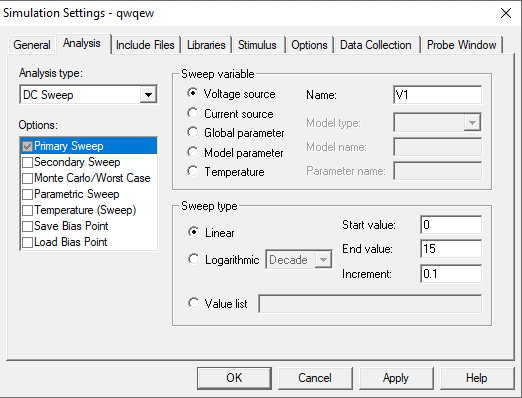 Simulation Settings - qwqew
General Analysis Include Files Libraries Stimulus Options Data Collection Probe Window
Analysis type:
DC Sweep
Options:
Primary Sweep
Secondary Sweep
Monte Carlo/Worst Case
Parametric Sweep
Temperature (Sweep)
Save Bias Point
Load Bias Point
Sweep variable
Voltage source
Current source
Global parameter
Model parameter
Temperature
Name: V1
Model type:
Model name:
Parameter name:
Sweep type
Linear
Logarithmic Decade
Value list
Start value: 0
End value: 15
Increment: 0.1
OK Cancel Apply Help